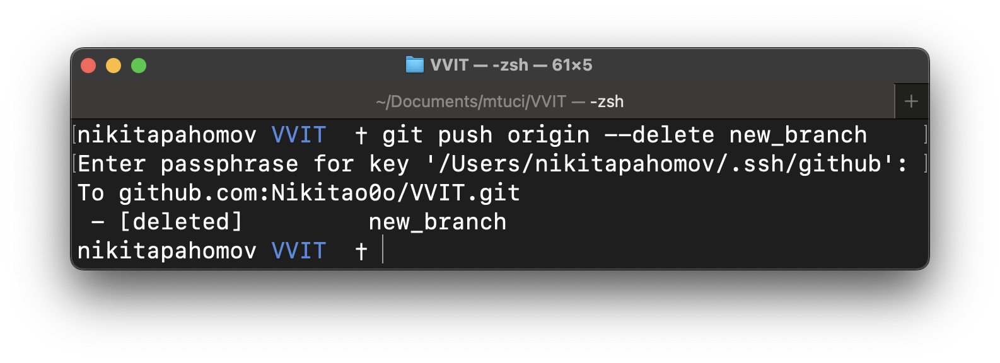 VVIT — -zsh — 61×5
~/Documents/mtuci/VVIT — -zsh
+
[nikitapahomov VVIT  † git push origin --delete new_branch ]
[Enter passphrase for key '/Users/nikitapahomov/.ssh/github': ]
To github.com:Nikitao0o/VVIT.git
 - [deleted]         new_branch
nikitapahomov VVIT  †